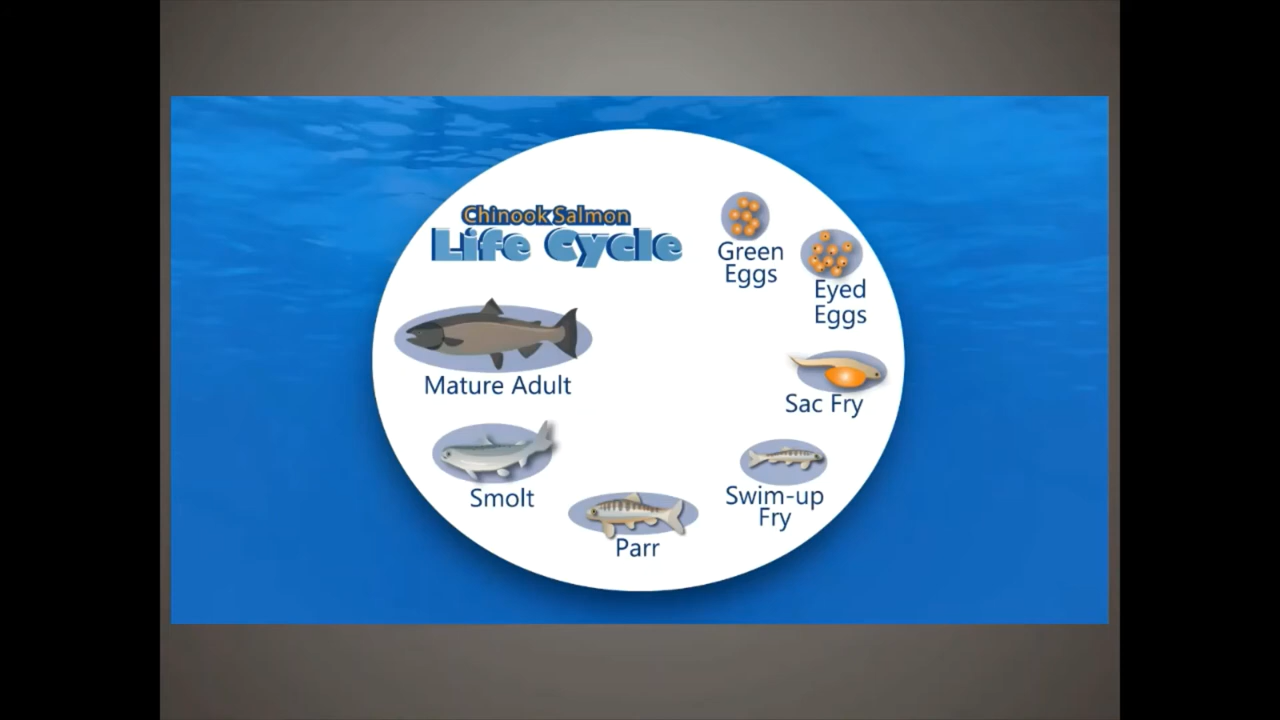 Chinook Salmon
Life Cycle
Green
Eggs
Eyed
Eggs
Sac Fry
Swim-up
Fry
Parr
Smolt
Mature Adult